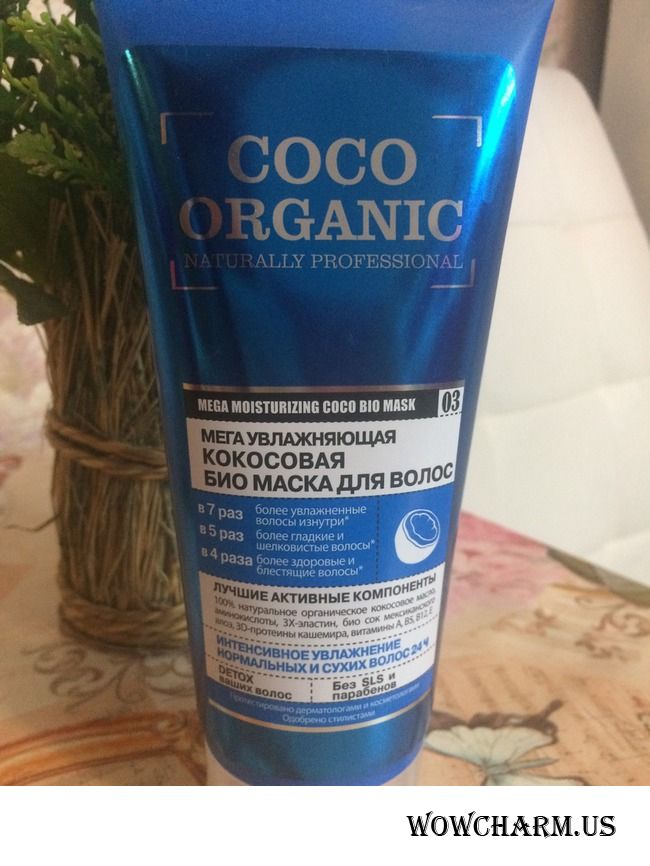 COCO
ORGANIC
NATURALLY PROFESSIONAL
MEGA MOISTURIZING COCO BIO MASK 03
МЕГА УВЛАЖНЯЮЩАЯ
КОКОСОВАЯ
БИО МАСКА ДЛЯ ВОЛОС
в 7 раз более увлажненные
волосы изнутри*
в 5 раз более гладкие и
шелковистые волосы*
в 4 раза более здоровые и
блестящие волосы*
ЛУЧШИЕ АКТИВНЫЕ КОМПОНЕНТЫ
100% натуральное органическое кокосовое масло,
аминокислоты, 3X-эластин, био сок мексиканского
алоэ, 3D-протеины кашемира, витамины A, B5, B12, E
ИНТЕНСИВНОЕ УВЛАЖНЕНИЕ
НОРМАЛЬНЫХ И СУХИХ ВОЛОС 24 Ч
DETOX
ваших волос
Без SLS и
парабенов
Протестировано дерматологами и косметологами
Одобрено стилистами
WOWCHARM.US